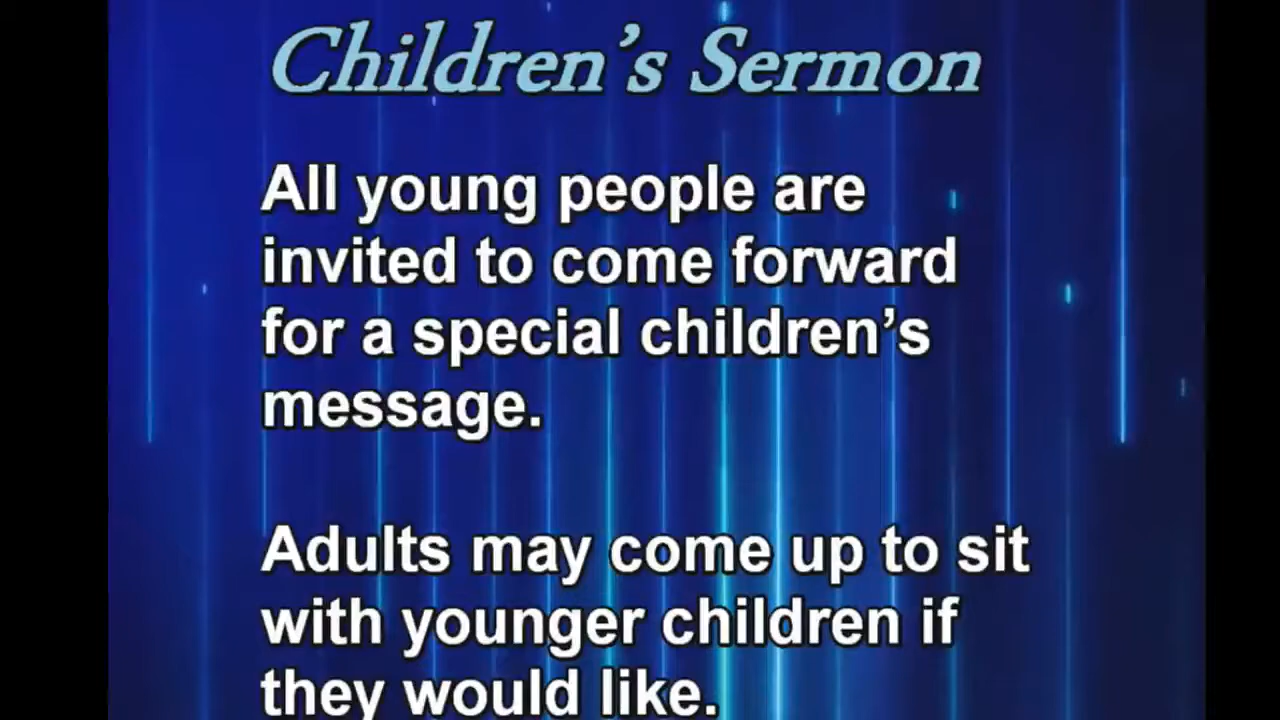 Children’s Sermon
All young people are
invited to come forward
for a special children’s
message.
Adults may come up to sit
with younger children if
they would like.